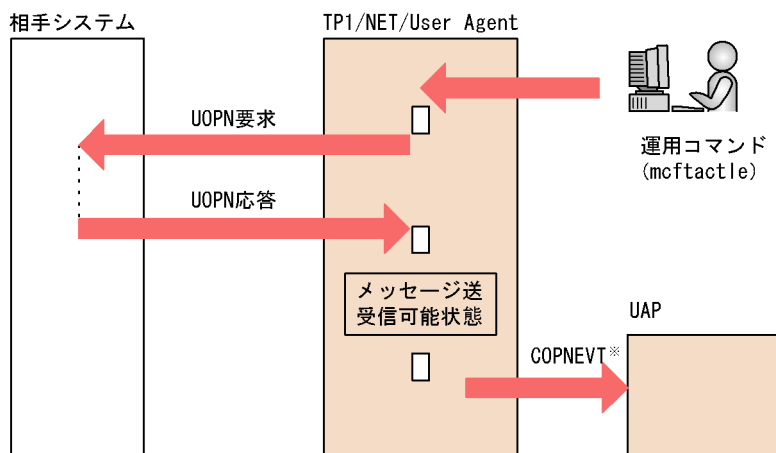 相手システム
TP1/NET/User Agent
UOPN要求
運用コマンド
(mcftactle)
UOPN応答
メッセージ送
受信可能状態
UAP
COPNEVT※